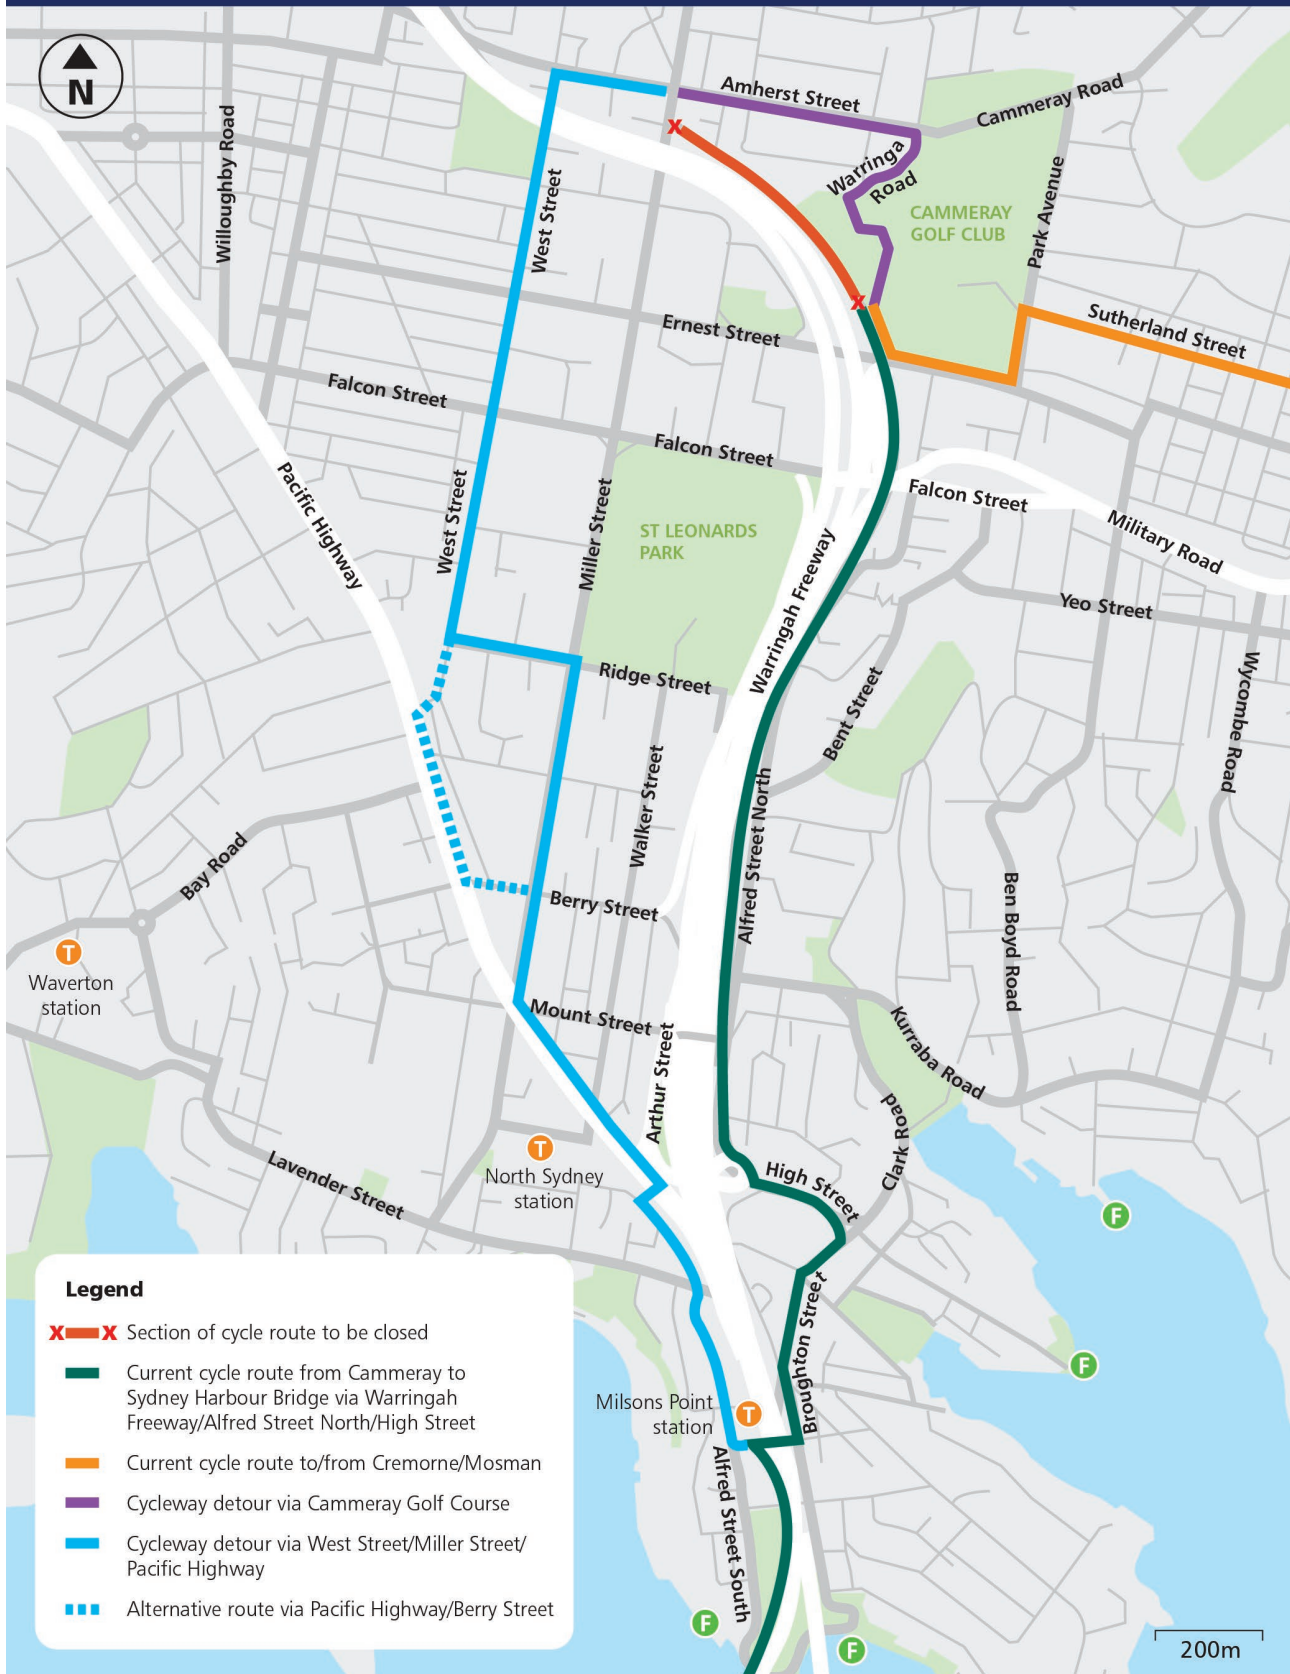 N
Amherst Street
Cammeray Road
Willoughby Road
Warringa
Road
West Street
CAMMERAY
GOLF CLUB
Park Avenue
Ernest Street
Sutherland Street
Falcon Street
Falcon Street
Pacific Highway
West Street
Miller Street
ST LEONARDS
PARK
Falcon Street
Military Road
Warringah Freeway
Yeo Street
Ridge Street
Bent Street
Wycombe Road
Walker Street
Alfred Street North
Bay Road
Berry Street
Ben Boyd Road
T
Waverton
station
Mount Street
Arthur Street
Kurraba Road
Clark Road
T
North Sydney
station
High Street
Lavender Street
F
Broughton Street
F
Milsons Point
station
T
Alfred Street South
F
F
200m
Legend
X X Section of cycle route to be closed
Current cycle route from Cammeray to
Sydney Harbour Bridge via Warringah
Freeway/Alfred Street North/High Street
Current cycle route to/from Cremorne/Mosman
Cycleway detour via Cammeray Golf Course
Cycleway detour via West Street/Miller Street/
Pacific Highway
Alternative route via Pacific Highway/Berry Street
x
x